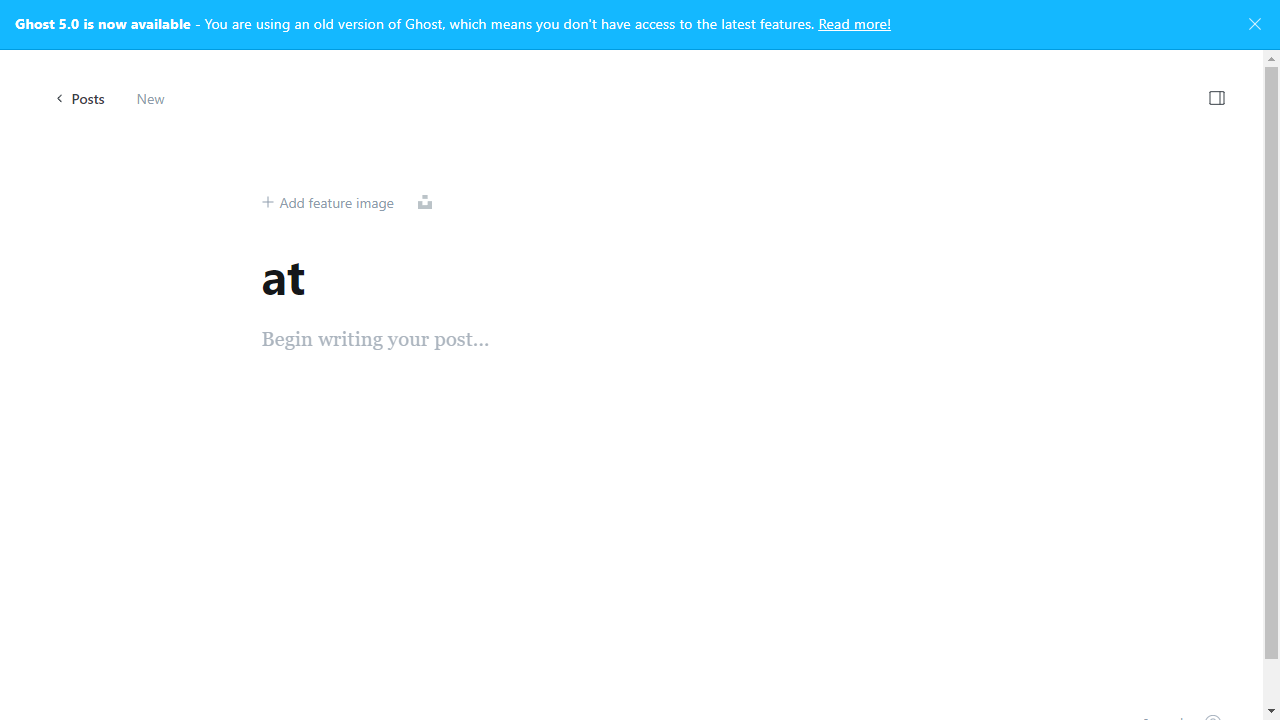 Ghost 5.0 is now available - You are using an old version of Ghost, which means you don't have access to the latest features. Read more!
Posts New
Add feature image
at
Begin writing your post...